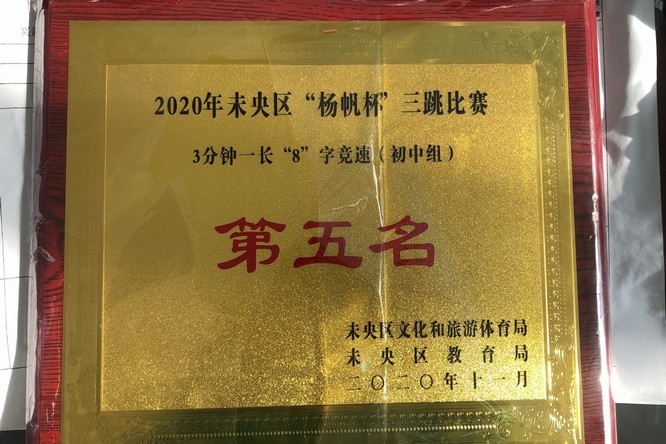 2020年未央区“杨帆杯”三跳比赛
3分钟一长“8”字竞速（初中组）
第五名
未央区文化和旅游体育局
未央区教育局
二〇二〇年十一月